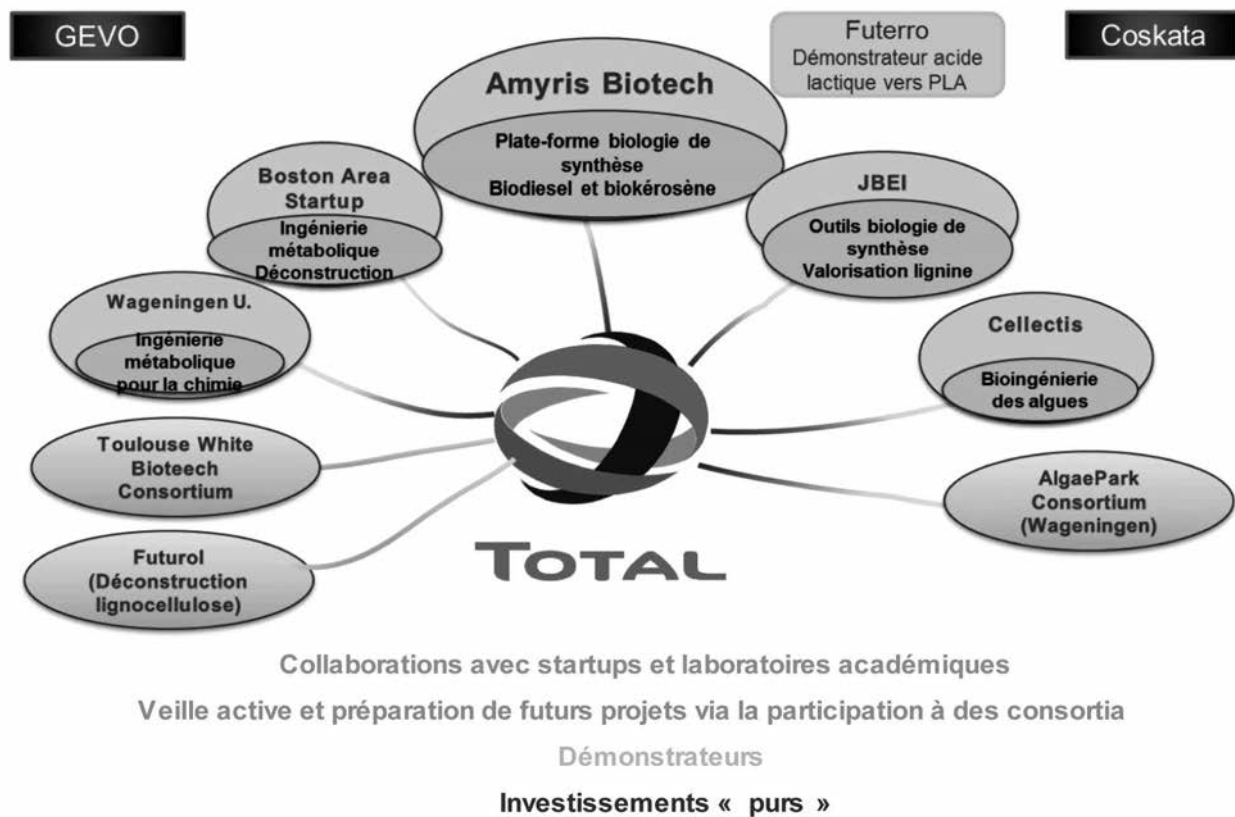 GEVO
Futerro
Démonstrateur acide
lactique vers PLA
Coskata
Amyris Biotech
Plate-forme biologie de
synthèse
Biodiesel et biokérosène
Boston Area
Startup
Ingénierie
métabolique
Déconstruction
JBEI
Outils biologie de
synthèse
Valorisation lignine
Wageningen U.
Ingénierie
métabolique
pour la chimie
Cellectis
Bioingénierie
des algues
Toulouse White
Bioteech
Consortium
AlgaePark
Consortium
(Wageningen)
Futurol
(Déconstruction
lignocellulose)
TOTAL
Collaborations avec startups et laboratoires académiques
Veille active et préparation de futurs projets via la participation à des consortia
Démonstrateurs
Investissements « purs »